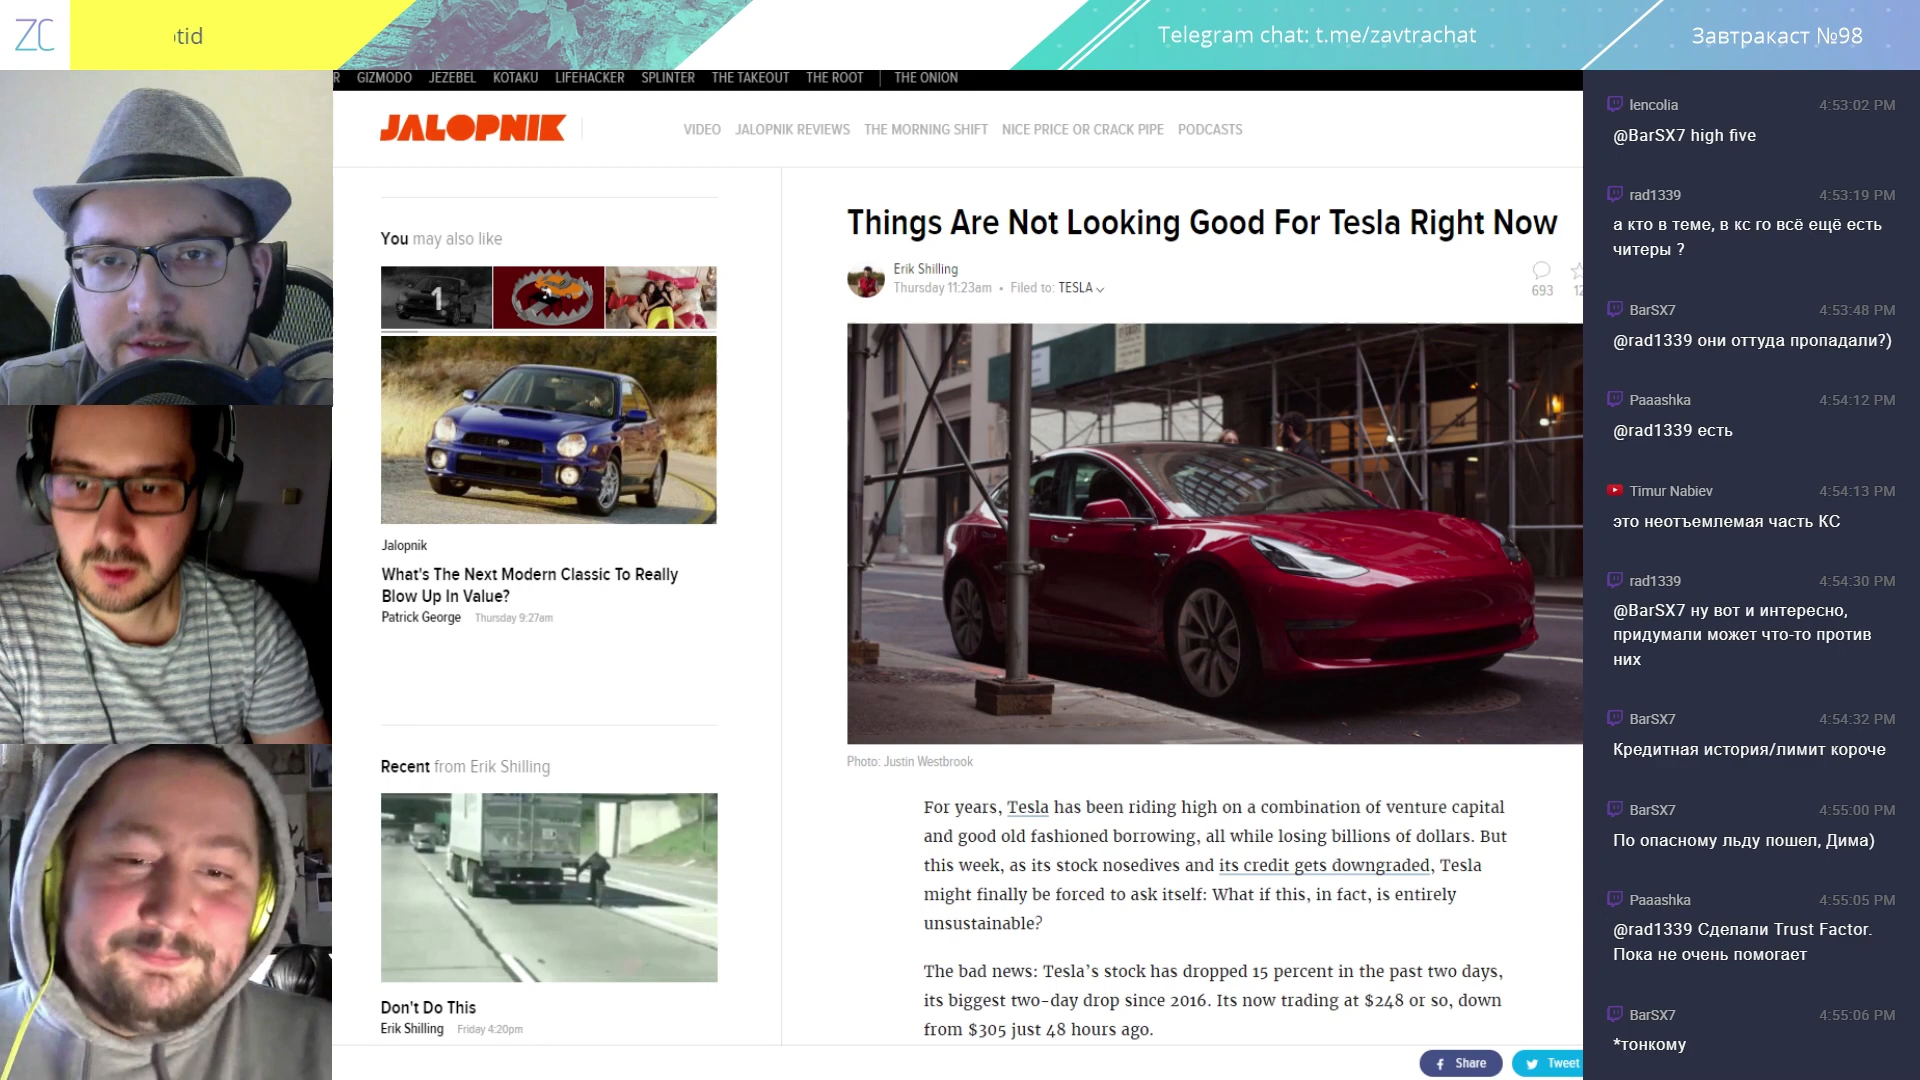 ZC
otid
Telegram chat: t.me/zavtrachat
Завтракаст №98
R GIZMODO JEZEBEL KOTAKU LIFEHACKER SPLINTER THE TAKEOUT THE ROOT THE ONION
JALOPNIK
VIDEO JALOPNIK REVIEWS THE MORNING SHIFT NICE PRICE OR CRACK PIPE PODCASTS
You may also like
1
Jalopnik
What's The Next Modern Classic To Really
Blow Up In Value?
Patrick George Thursday 9:27am
Recent from Erik Shilling
Don't Do This
Erik Shilling Friday 4:20pm
Things Are Not Looking Good For Tesla Right Now
Erik Shilling
Thursday 11:23am • Filed to: TESLA
693 12
Photo: Justin Westbrook
For years, Tesla has been riding high on a combination of venture capital
and good old fashioned borrowing, all while losing billions of dollars. But
this week, as its stock nosedives and its credit gets downgraded, Tesla
might finally be forced to ask itself: What if this, in fact, is entirely
unsustainable?
The bad news: Tesla’s stock has dropped 15 percent in the past two days,
its biggest two-day drop since 2016. Its now trading at $248 or so, down
from $305 just 48 hours ago.
Share Tweet
lencolia 4:53:02 PM
@BarSX7 high five
rad1339 4:53:19 PM
а кто в теме, в кс го всё ещё есть
читеры ?
BarSX7 4:53:48 PM
@rad1339 они оттуда пропадали?)
Paaashka 4:54:12 PM
@rad1339 есть
Timur Nabiev 4:54:13 PM
это неотъемлемая часть КС
rad1339 4:54:30 PM
@BarSX7 ну вот и интересно,
придумали может что-то против
них
BarSX7 4:54:32 PM
Кредитная история/лимит короче
BarSX7 4:55:00 PM
По опасному льду пошел, Дима)
Paaashka 4:55:05 PM
@rad1339 Сделали Trust Factor.
Пока не очень помогает
BarSX7 4:55:06 PM
*тонкому